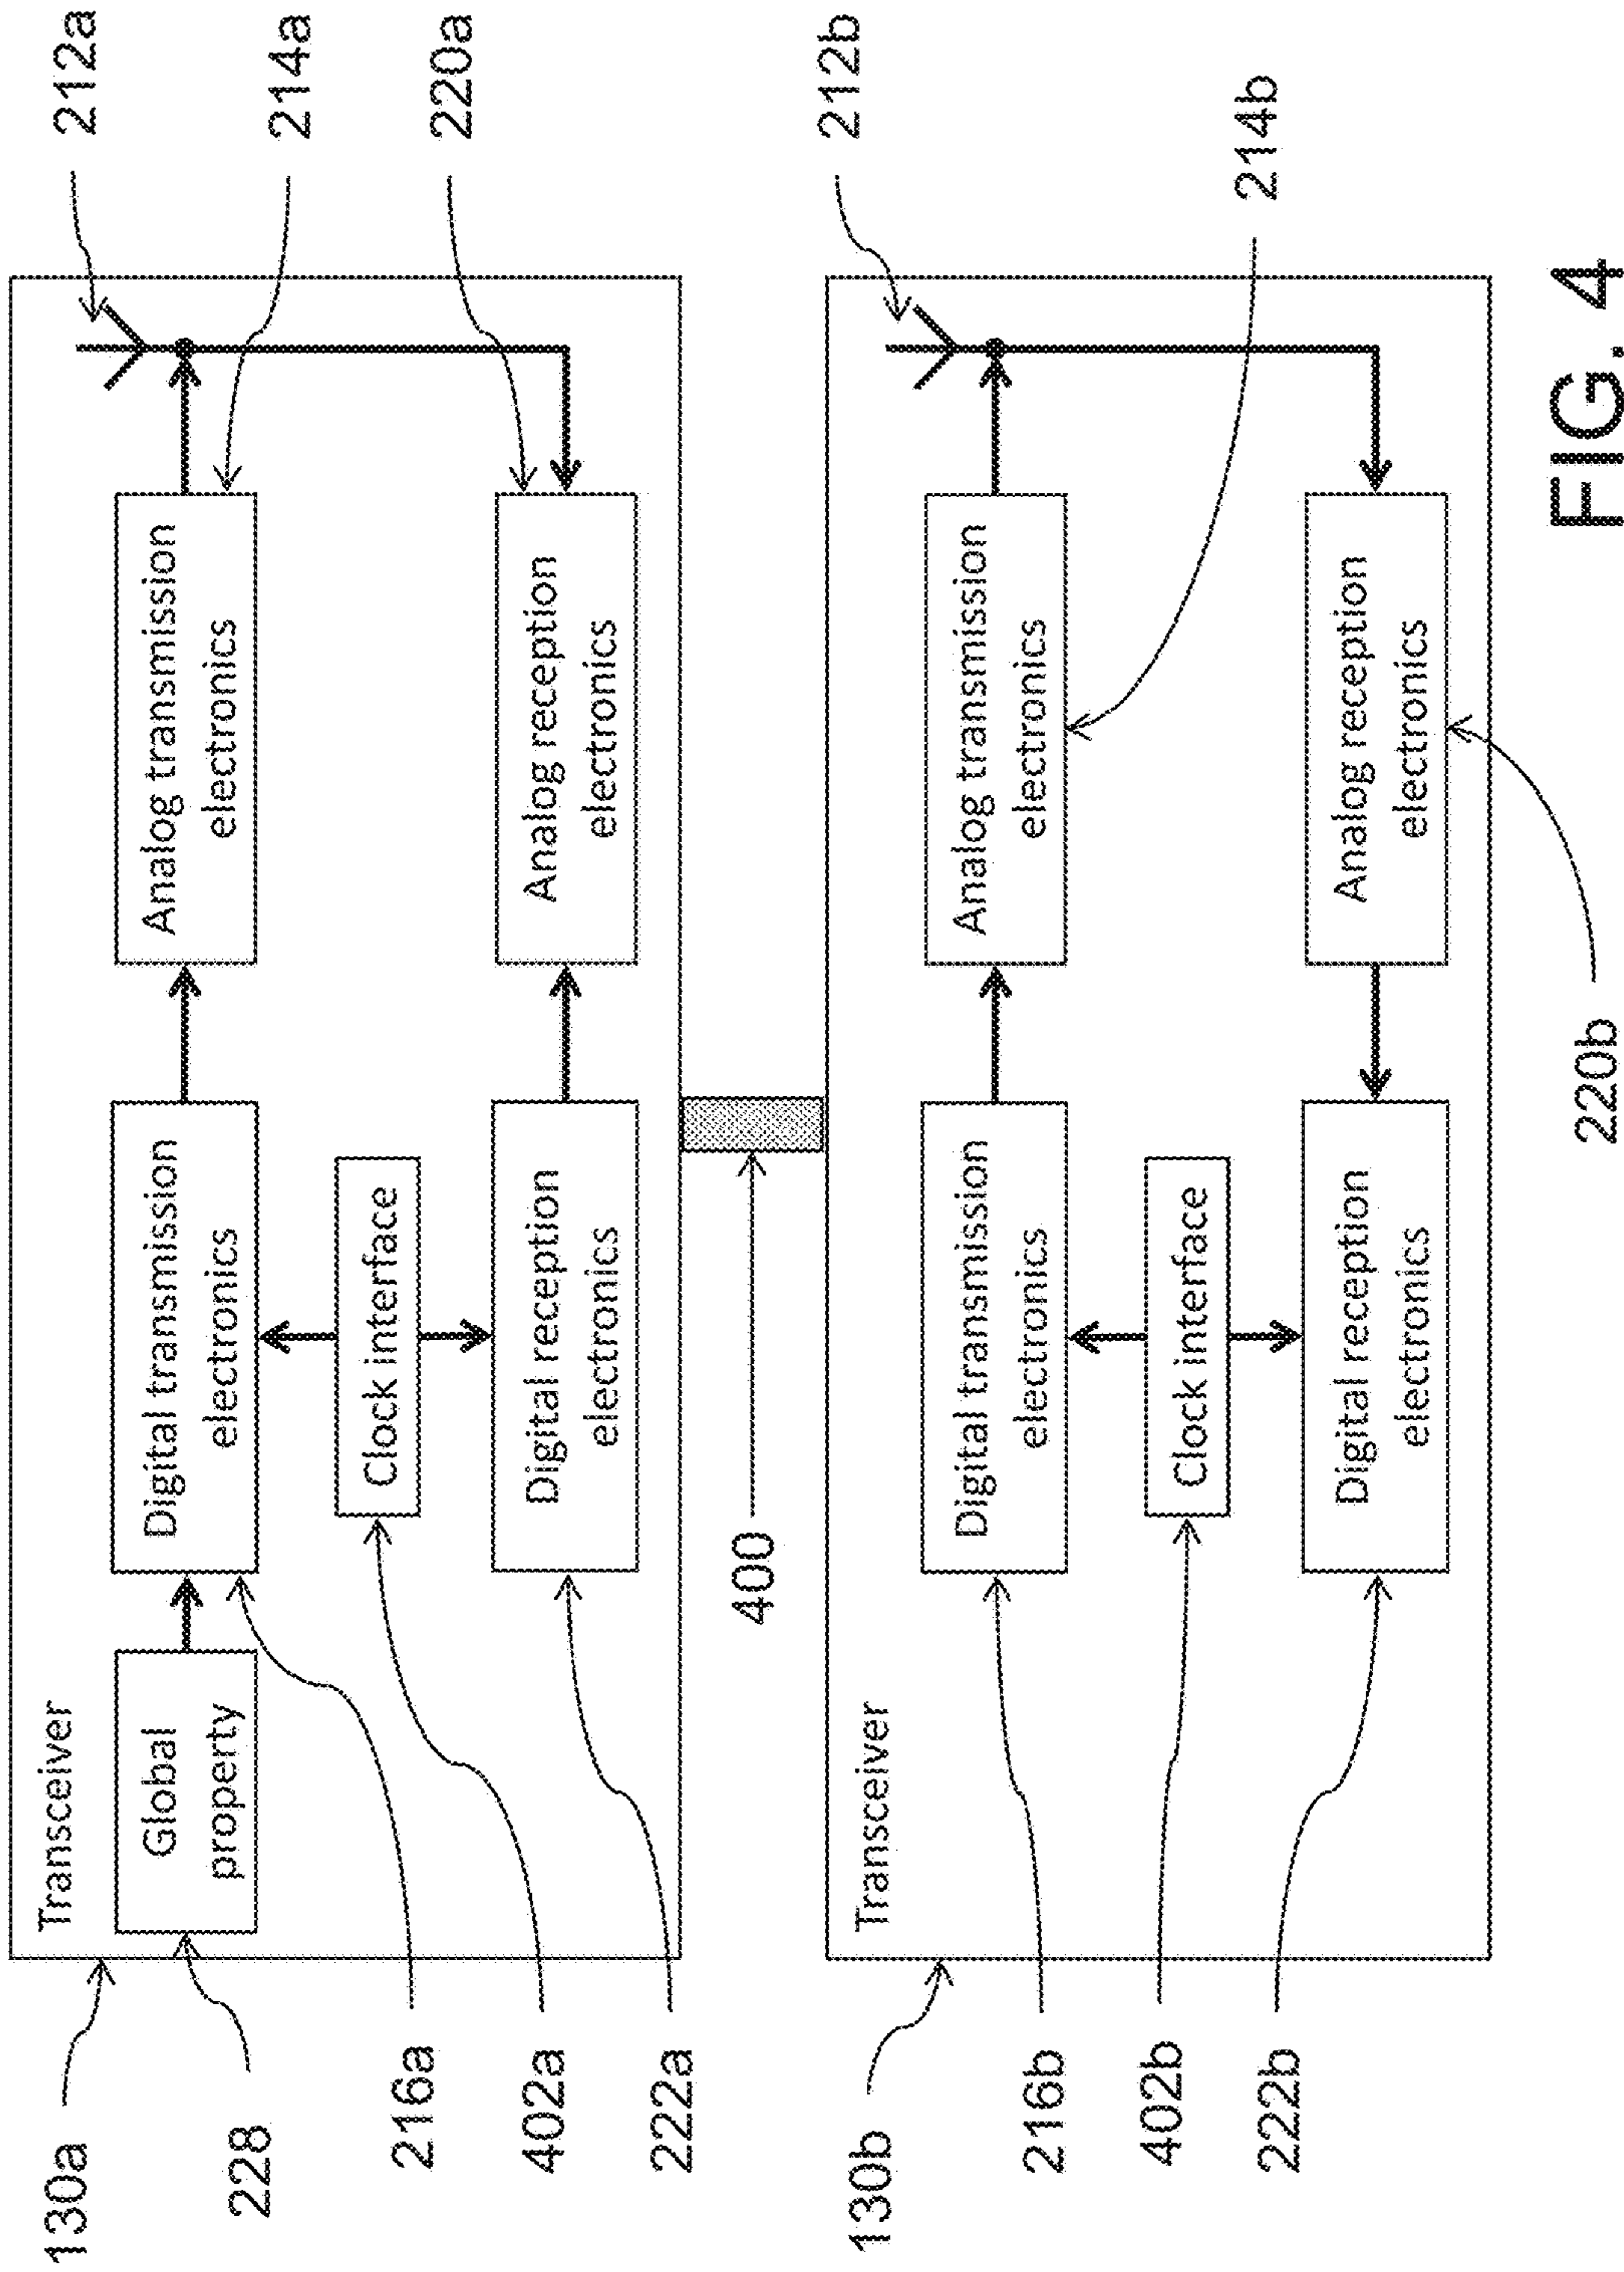 212a
214a
220a
Transceiver
Global
property
Digital transmission
electronics
Analog transmission
electronics
Clock interface
Digital reception
electronics
Analog reception
electronics
130a
228
216a
402a
222a
400
212b
214b
Transceiver
Digital transmission
electronics
Analog transmission
electronics
Clock interface
Digital reception
electronics
Analog reception
electronics
130b
216b
402b
222b
220b
FIG. 4